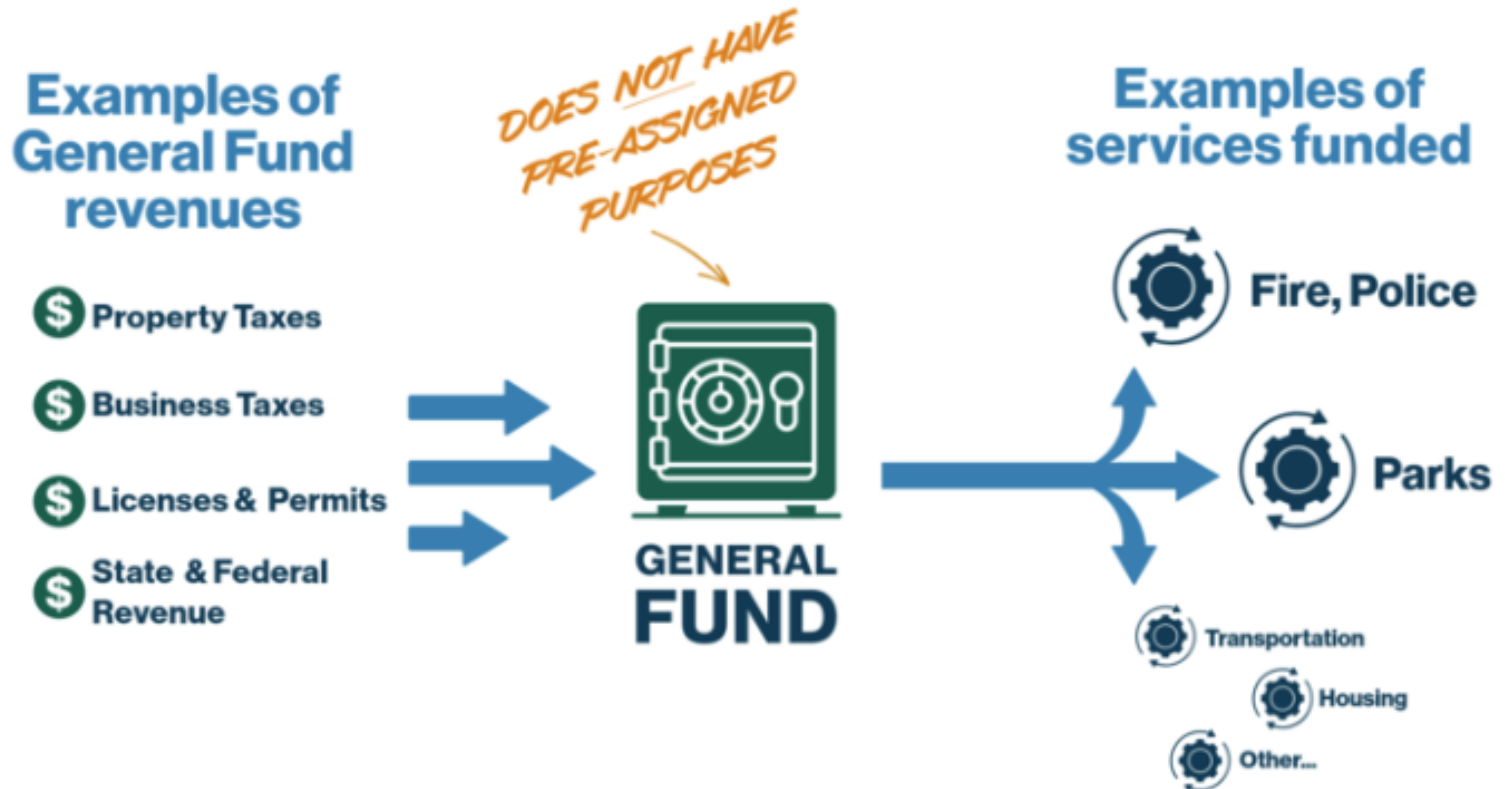 Examples of
General Fund
revenues
$ Property Taxes
$ Business Taxes
$ Licenses & Permits
$ State & Federal
Revenue
DOES NOT HAVE
PRE-ASSIGNED
PURPOSES
GENERAL
FUND
Examples of
services funded
Fire, Police
Parks
Transportation
Housing
Other...